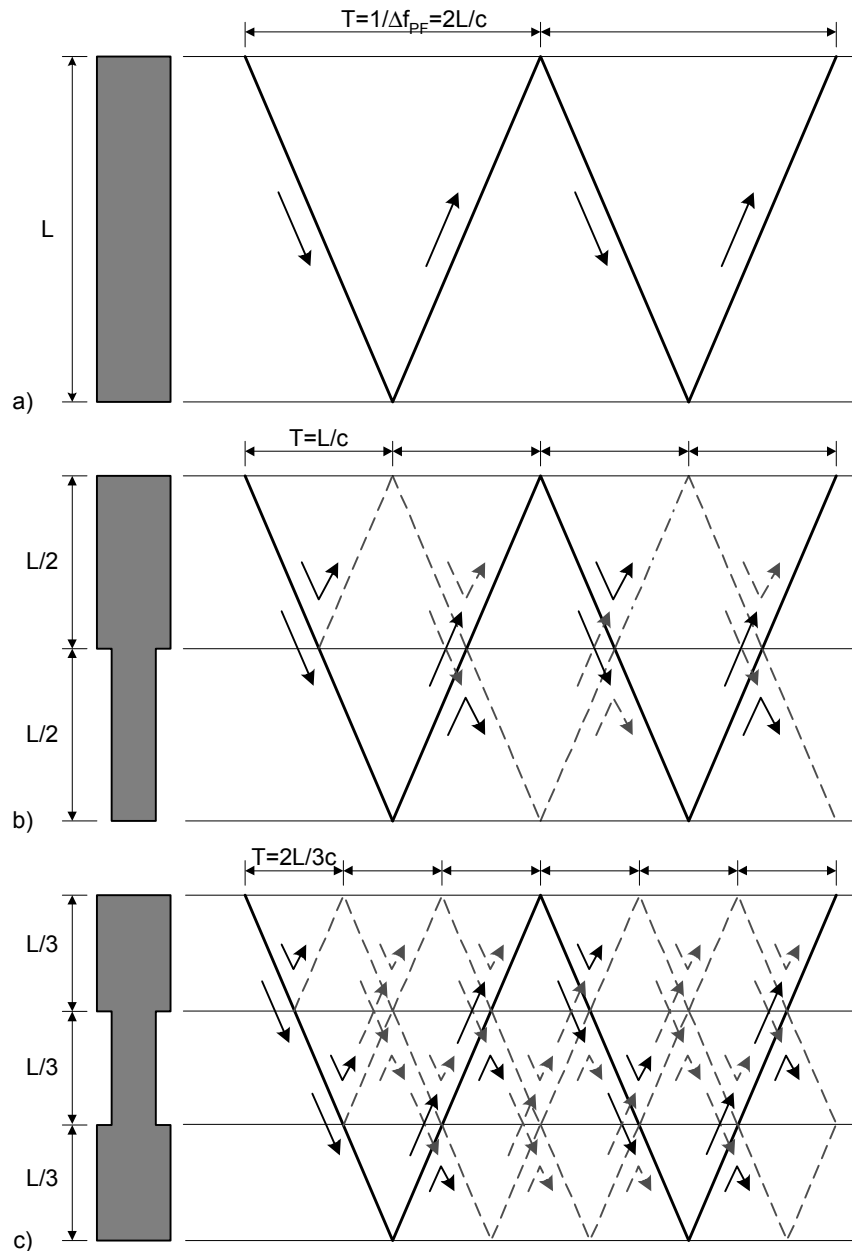 T=1/Δf_PF=2L/c
L
a)
T=L/c
L/2
L/2
b)
T=2L/3c
L/3
L/3
L/3
c)